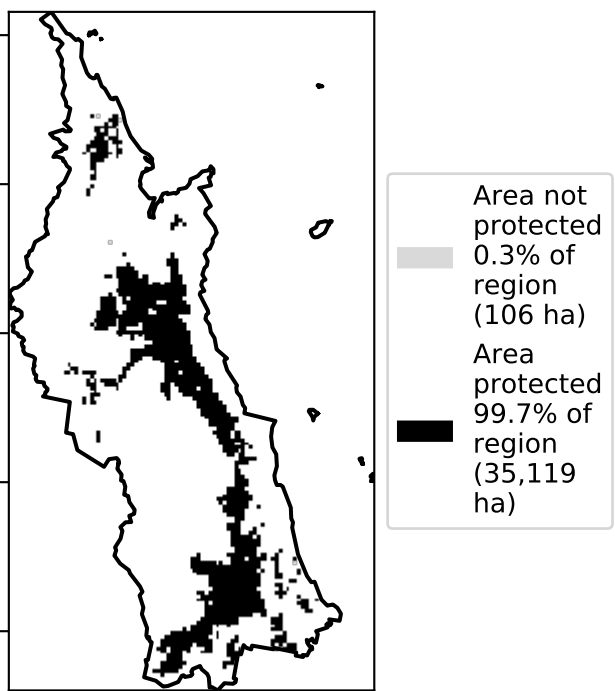 Area not
protected
0.3% of
region
(106 ha)
Area
protected
99.7% of
region
(35,119
ha)